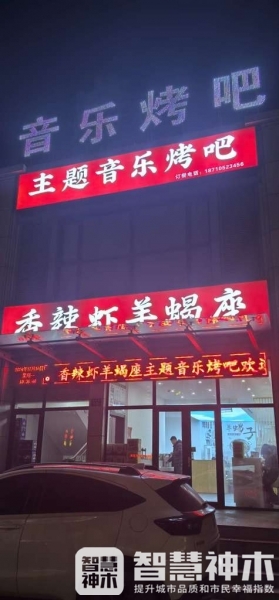 音乐烤吧
主题音乐烤吧
香辣虾羊蝎座
香辣虾羊蝎座主题音乐烤吧欢
智慧神木
智慧神木
提升城市品质和市民幸福指数